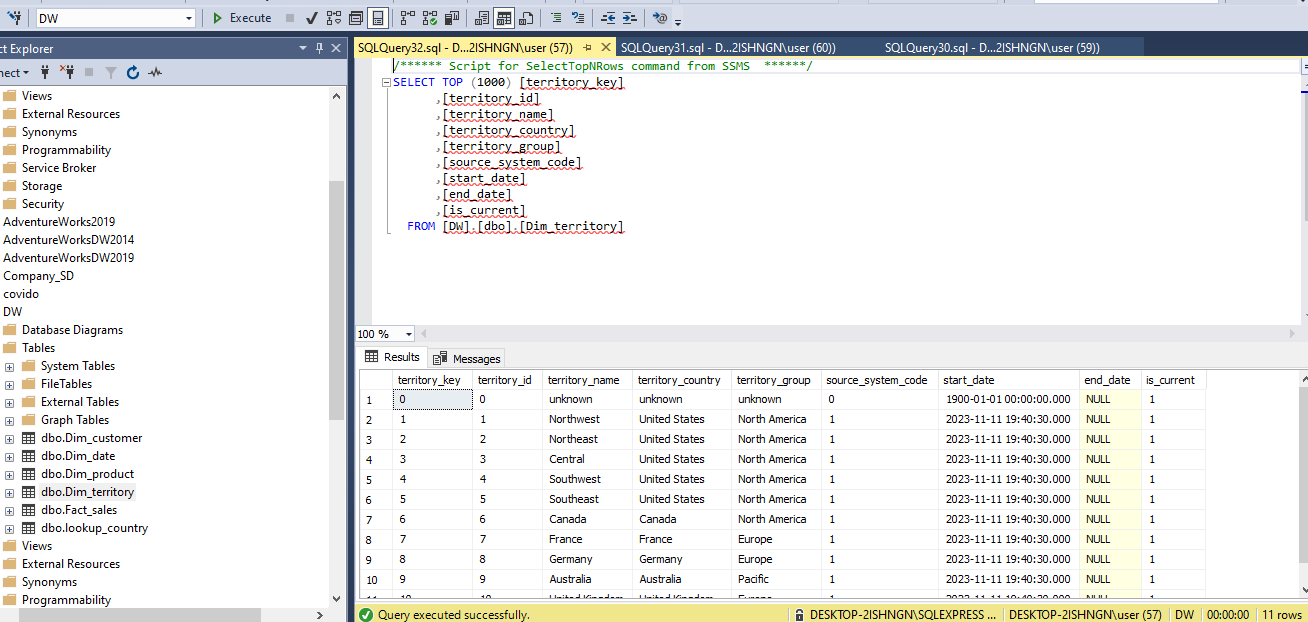 DW
Execute
ct Explorer
nect
Views
External Resources
Synonyms
Programmability
Service Broker
Storage
Security
AdventureWorks2019
AdventureWorksDW2014
AdventureWorksDW2019
Company_SD
covido
DW
Database Diagrams
Tables
System Tables
FileTables
External Tables
Graph Tables
dbo.Dim_customer
dbo.Dim_date
dbo.Dim_product
dbo.Dim_territory
dbo.Fact_sales
dbo.lookup_country
Views
External Resources
Synonyms
Programmability
SQLQuery32.sql - D...2ISHNGN\user (57)) SQLQuery31.sql - D...2ISHNGN\user (60)) SQLQuery30.sql - D...2ISHNGN\user (59))
/****** Script for SelectTopNRows command from SSMS ******/
SELECT TOP (1000) [territory_key]
,[territory_id]
,[territory_name]
,[territory_country]
,[territory_group]
,[source_system_code]
,[start_date]
,[end_date]
,[is_current]
FROM [DW].[dbo].[Dim_territory]
100 %
Results Messages
territory_key territory_id territory_name territory_country territory_group source_system_code start_date end_date is_current
1 0 0 unknown unknown unknown 0 1900-01-01 00:00:00.000 NULL 1
2 1 1 Northwest United States North America 1 2023-11-11 19:40:30.000 NULL 1
3 2 2 Northeast United States North America 1 2023-11-11 19:40:30.000 NULL 1
4 3 3 Central United States North America 1 2023-11-11 19:40:30.000 NULL 1
5 4 4 Southwest United States North America 1 2023-11-11 19:40:30.000 NULL 1
6 5 5 Southeast United States North America 1 2023-11-11 19:40:30.000 NULL 1
7 6 6 Canada Canada North America 1 2023-11-11 19:40:30.000 NULL 1
8 7 7 France France Europe 1 2023-11-11 19:40:30.000 NULL 1
9 8 8 Germany Germany Europe 1 2023-11-11 19:40:30.000 NULL 1
10 9 9 Australia Australia Pacific 1 2023-11-11 19:40:30.000 NULL 1
Query executed successfully. DESKTOP-2ISHNGN\SQLEXPRESS ... DESKTOP-2ISHNGN\user (57) DW 00:00:00 11 rows